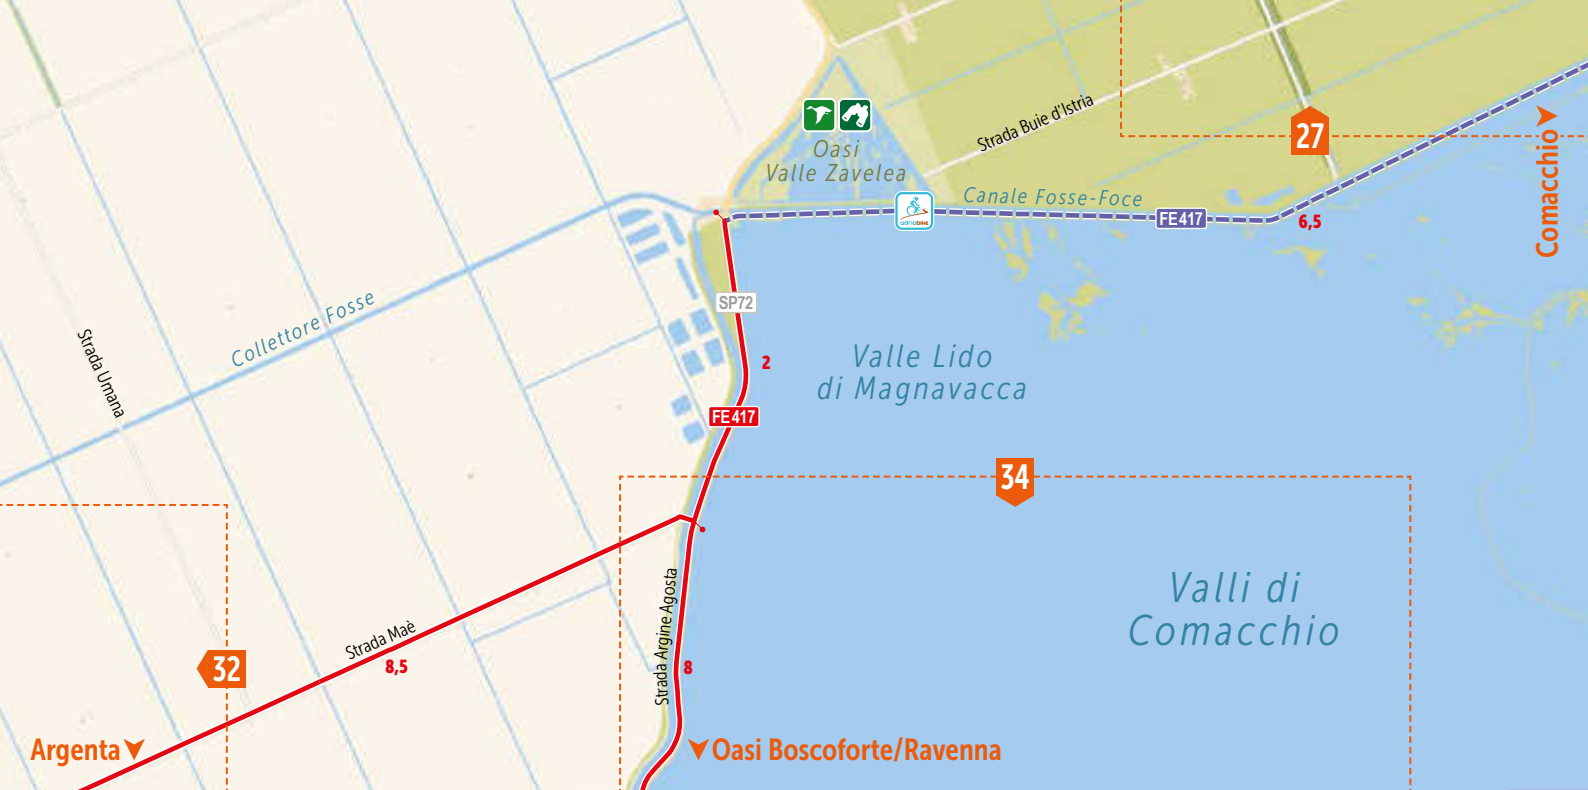 Strada Buie d'Istria
27
Comacchio
Oasi
Valle Zavelea
Canale Fosse-Foce
adriabike
FE417
6,5
SP72
Collettore Fosse
Strada Umana
2
Valle Lido
di Magnavacca
FE417
34
Valli di
Comacchio
Strada Argine Agosta
Strada Maè
8,5
8
32
Argenta
Oasi Boscoforte/Ravenna